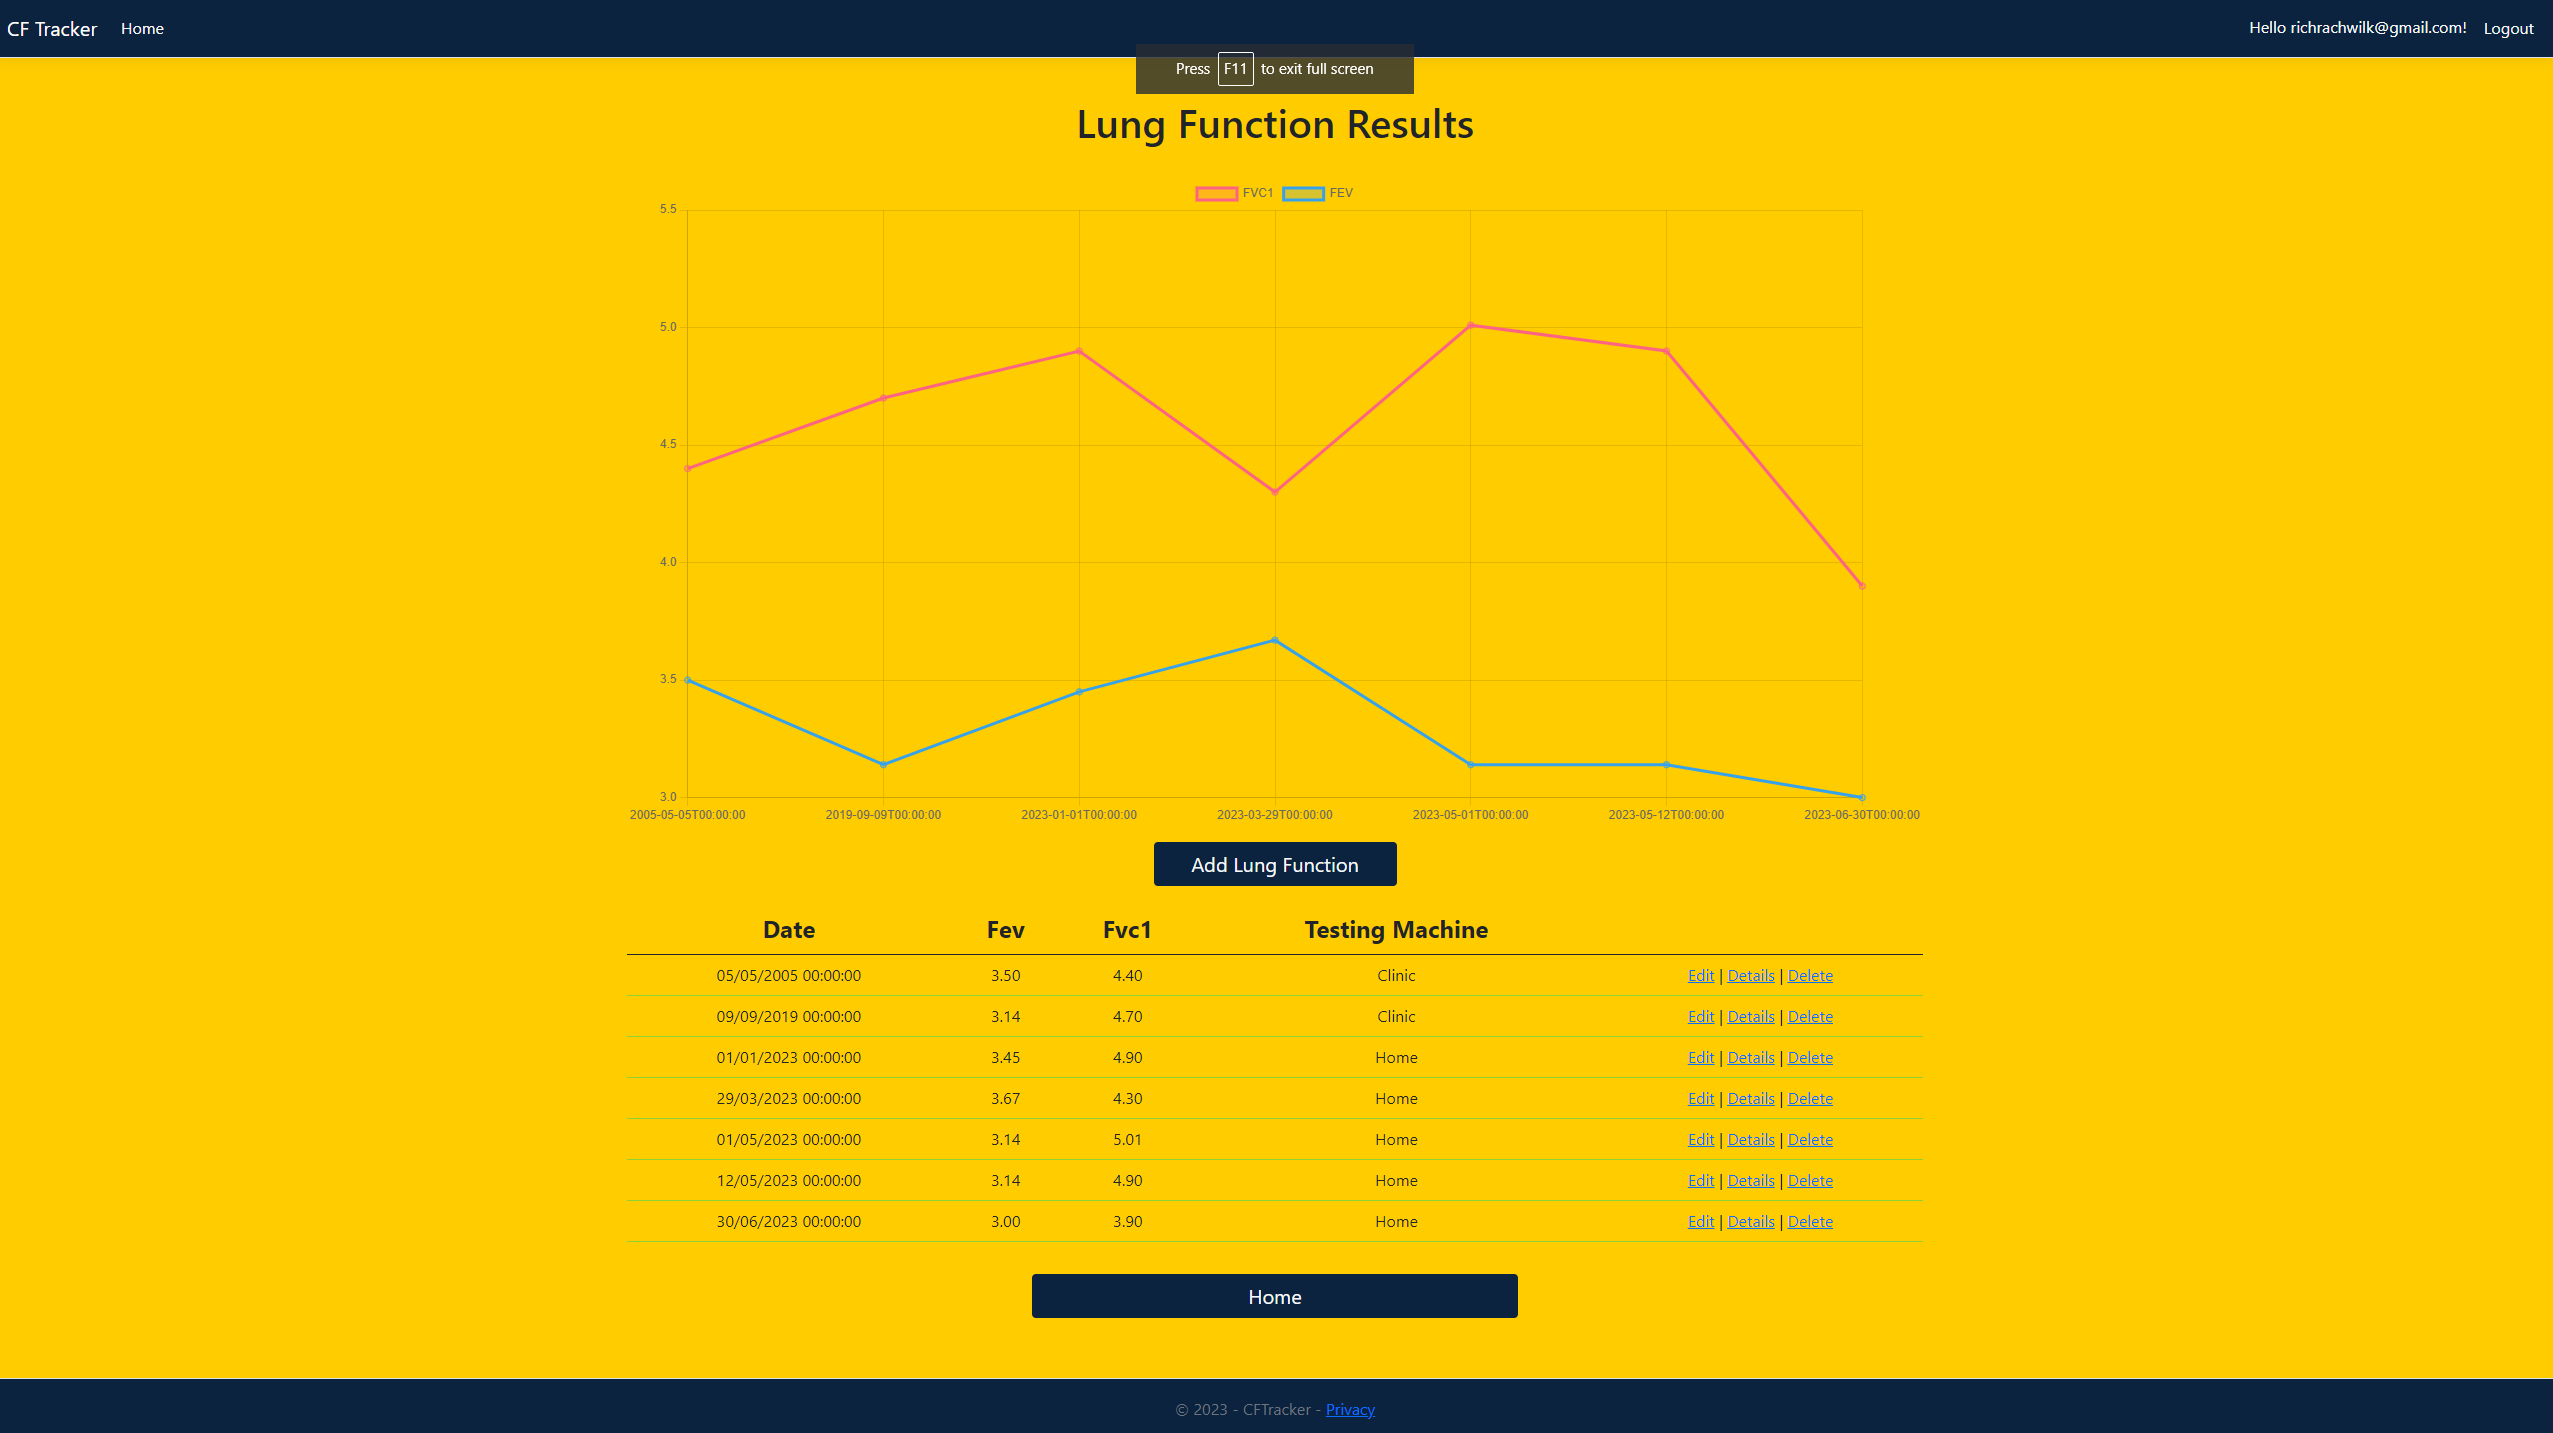 CF Tracker Home Hello richrachwilk@gmail.com! Logout
Press F11 to exit full screen
Lung Function Results
FVC1 FEV
5.5
5.0
4.5
4.0
3.5
3.0
2005-05-05T00:00:00 2019-09-09T00:00:00 2023-01-01T00:00:00 2023-03-29T00:00:00 2023-05-01T00:00:00 2023-05-12T00:00:00 2023-06-30T00:00:00
Add Lung Function
Date Fev Fvc1 Testing Machine
05/05/2005 00:00:00 3.50 4.40 Clinic Edit | Details | Delete
09/09/2019 00:00:00 3.14 4.70 Clinic Edit | Details | Delete
01/01/2023 00:00:00 3.45 4.90 Home Edit | Details | Delete
29/03/2023 00:00:00 3.67 4.30 Home Edit | Details | Delete
01/05/2023 00:00:00 3.14 5.01 Home Edit | Details | Delete
12/05/2023 00:00:00 3.14 4.90 Home Edit | Details | Delete
30/06/2023 00:00:00 3.00 3.90 Home Edit | Details | Delete
Home
© 2023 - CFTracker - Privacy